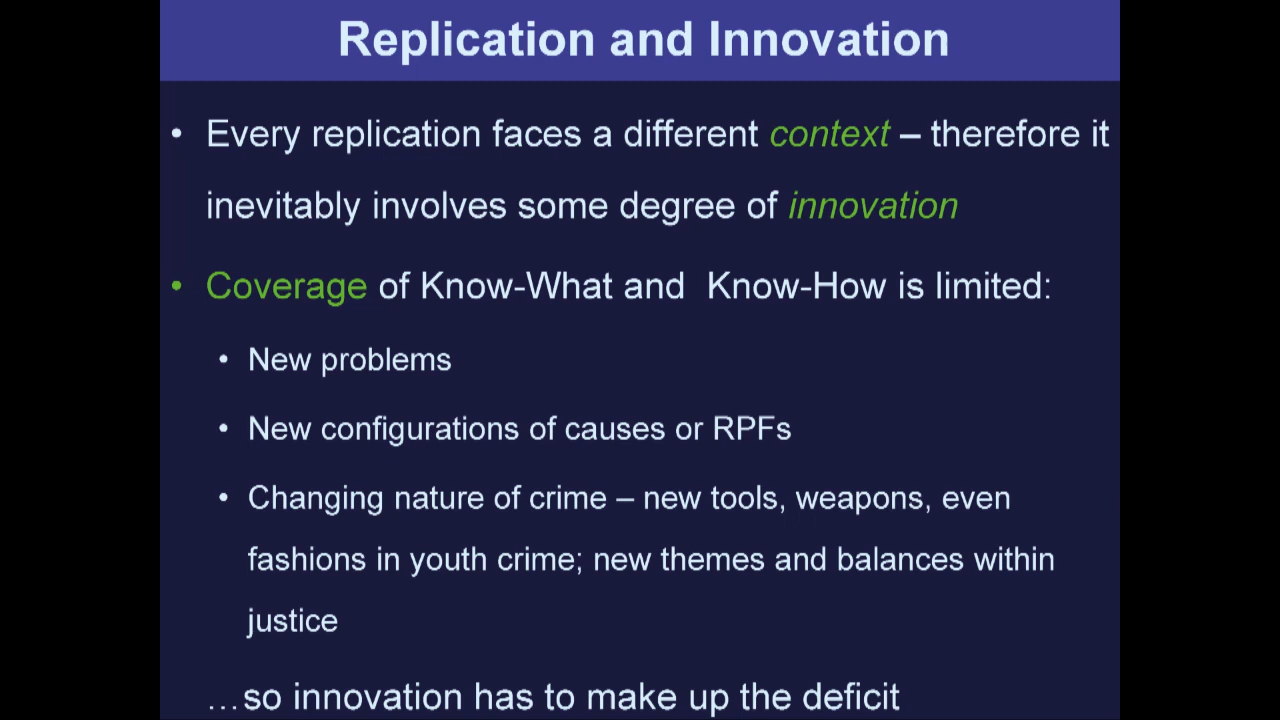 Replication and Innovation
• Every replication faces a different context – therefore it
inevitably involves some degree of innovation
• Coverage of Know-What and  Know-How is limited:
• New problems
• New configurations of causes or RPFs
• Changing nature of crime – new tools, weapons, even
fashions in youth crime; new themes and balances within
justice
…so innovation has to make up the deficit